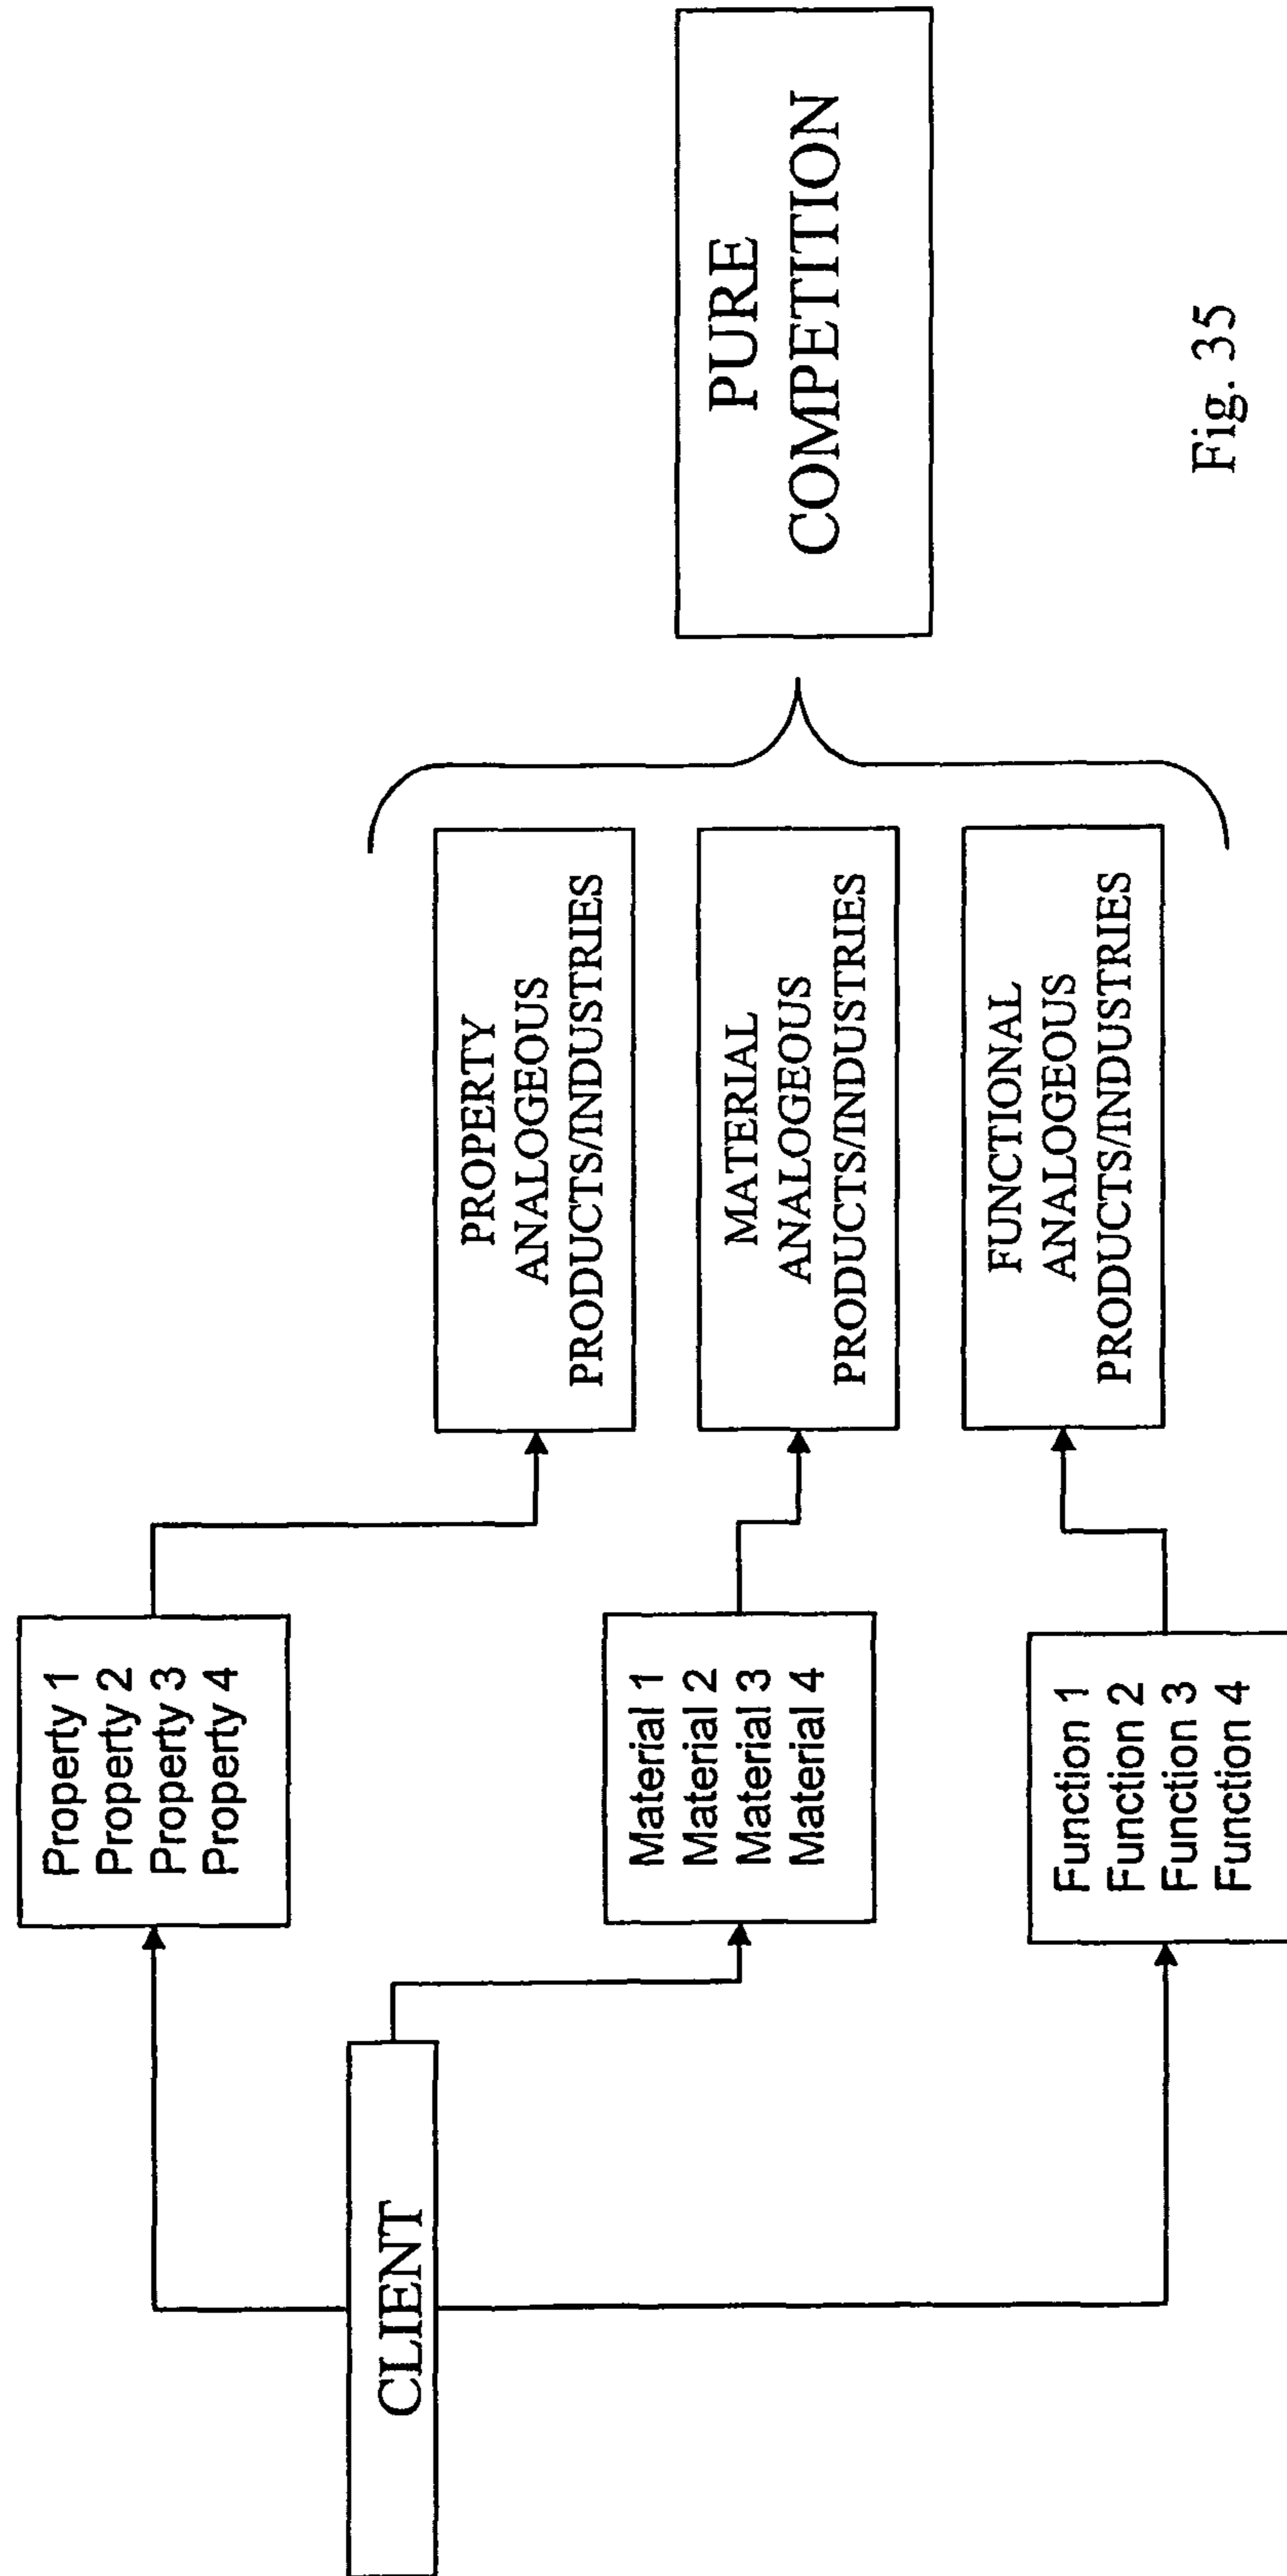 CLIENT
Property 1
Property 2
Property 3
Property 4
Material 1
Material 2
Material 3
Material 4
Function 1
Function 2
Function 3
Function 4
PROPERTY
ANALOGEOUS
PRODUCTS/INDUSTRIES
MATERIAL
ANALOGEOUS
PRODUCTS/INDUSTRIES
FUNCTIONAL
ANALOGEOUS
PRODUCTS/INDUSTRIES
PURE
COMPETITION
Fig. 35